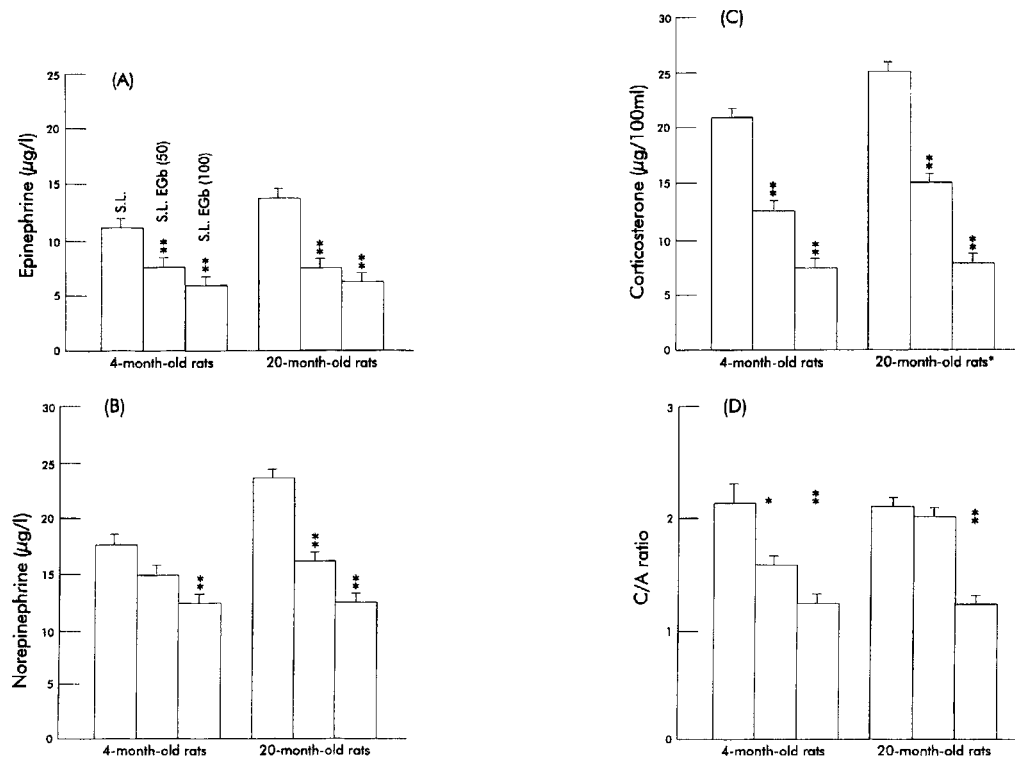 (A)
Epinephrine (µg/l)
25
20
15
10
5
0
S.L.
S.L. EGb (50)
S.L. EGb (100)
**
**
**
**
4-month-old rats
20-month-old rats
(B)
Norepinephrine (µg/l)
30
25
20
15
10
5
0
**
**
**
4-month-old rats
20-month-old rats
(C)
Corticosterone (µg/100ml)
30
25
20
15
10
5
0
**
**
**
**
4-month-old rats
20-month-old rats*
(D)
C/A ratio
3
2
1
0
*
**
**
4-month-old rats
20-month-old rats